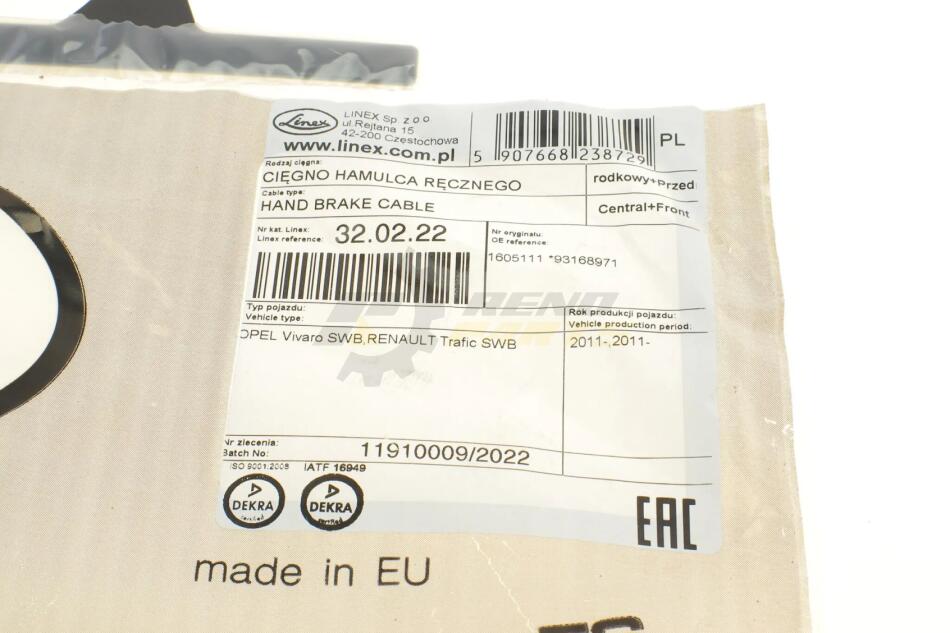 Linex
LINEX Sp. z o.o
ul.Rejtana 15
42-200 Częstochowa
www.linex.com.pl
5 907668 238729
PL
Rodzaj cięgna:
CIĘGNO HAMULCA RĘCZNEGO
rodkowy+Przed
Cable type:
HAND BRAKE CABLE
Central+Front
Nr kat. Linex:
Linex reference:
32.02.22
Nr oryginału:
OE reference:
1605111 *93168971
RENO
Typ pojazdu:
Vehicle type:
Rok produkcji pojazdu:
Vehicle production period:
OPEL Vivaro SWB,RENAULT Trafic SWB
2011-,2011-
Nr zlecenia:
Batch No:
11910009/2022
ISO 9001:2008
IATF 16949
DEKRA
certified
DEKRA
certified
EAC
made in EU